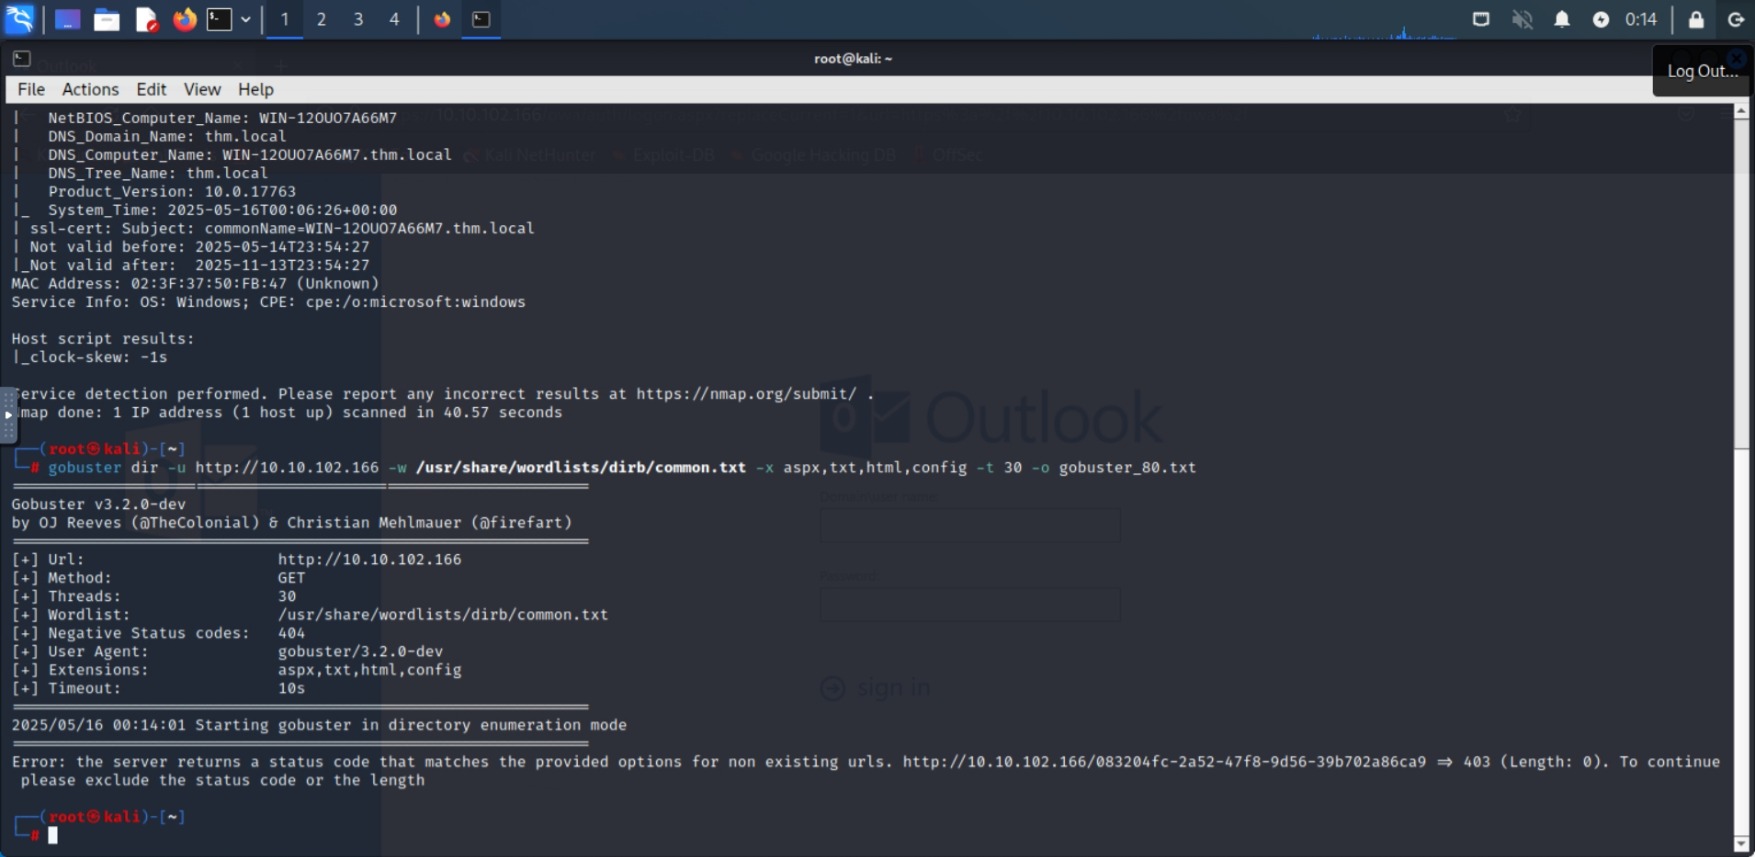 1 2 3 4 0:14
root@kali: ~
Log Out...
File Actions Edit View Help
| NetBIOS_Computer_Name: WIN-12OUO7A66M7
| DNS_Domain_Name: thm.local
| DNS_Computer_Name: WIN-12OUO7A66M7.thm.local
Kali NetHunter Exploit-DB Google Hacking DB OffSec
| DNS_Tree_Name: thm.local
| Product_Version: 10.0.17763
|_ System_Time: 2025-05-16T00:06:26+00:00
| ssl-cert: Subject: commonName=WIN-12OUO7A66M7.thm.local
| Not valid before: 2025-05-14T23:54:27
|_Not valid after: 2025-11-13T23:54:27
MAC Address: 02:3F:37:50:FB:47 (Unknown)
Service Info: OS: Windows; CPE: cpe:/o:microsoft:windows
Host script results:
|_clock-skew: -1s
Service detection performed. Please report any incorrect results at https://nmap.org/submit/ .
map done: 1 IP address (1 host up) scanned in 40.57 seconds
Outlook
┌──(root㉿kali)-[~]
└─# gobuster dir -u http://10.10.102.166 -w /usr/share/wordlists/dirb/common.txt -x aspx,txt,html,config -t 30 -o gobuster_80.txt
===============================================================
Gobuster v3.2.0-dev
by OJ Reeves (@TheColonial) & Christian Mehlmauer (@firefart)
===============================================================
[+] Url: http://10.10.102.166
[+] Method: GET
[+] Threads: 30
[+] Wordlist: /usr/share/wordlists/dirb/common.txt
[+] Negative Status codes: 404
[+] User Agent: gobuster/3.2.0-dev
[+] Extensions: aspx,txt,html,config
[+] Timeout: 10s
sign in
===============================================================
2025/05/16 00:14:01 Starting gobuster in directory enumeration mode
===============================================================
Error: the server returns a status code that matches the provided options for non existing urls. http://10.10.102.166/083204fc-2a52-47f8-9d56-39b702a86ca9 => 403 (Length: 0). To continue
please exclude the status code or the length
┌──(root㉿kali)-[~]
└─#